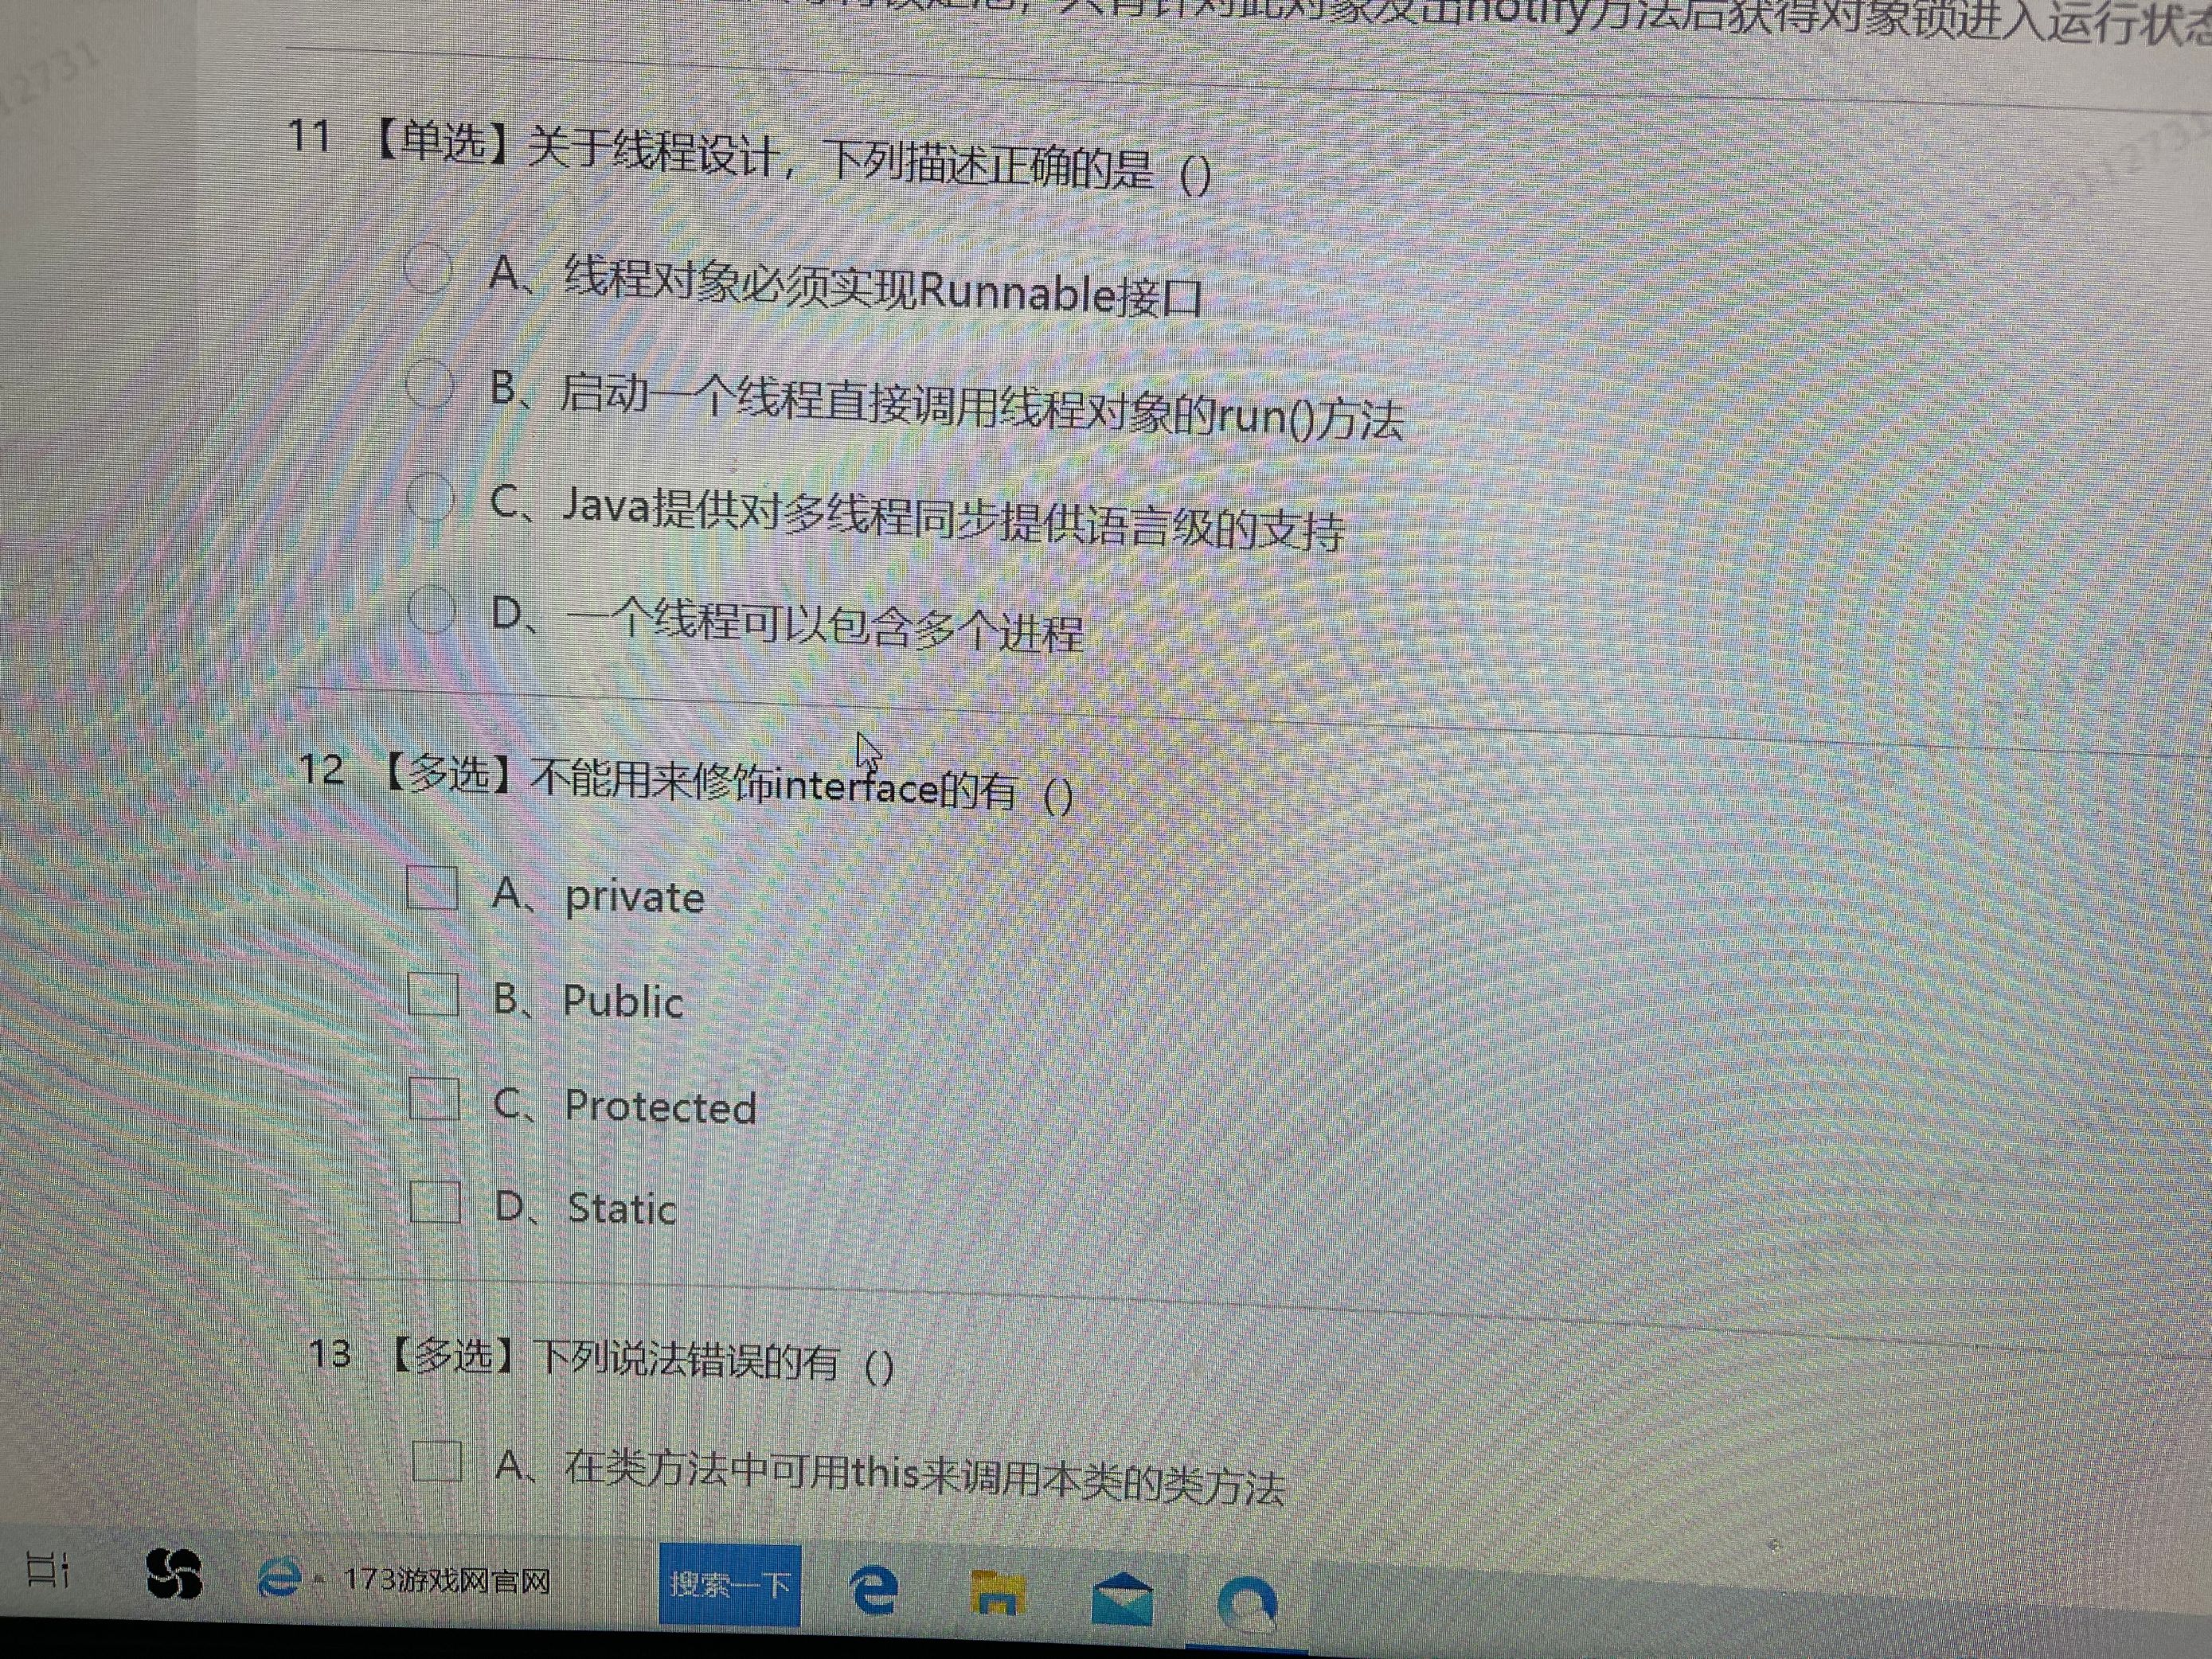 只有针对此对象发出notify方法后获得对象锁进入运行状态
11 【单选】关于线程设计，下列描述正确的是（）
A、线程对象必须实现Runnable接口
B、启动一个线程直接调用线程对象的run()方法
C、Java提供对多线程同步提供语言级的支持
D、一个线程可以包含多个进程
12 【多选】不能用来修饰interface的有（）
A、private
B、Public
C、Protected
D、Static
13 【多选】下列说法错误的有（）
A、在类方法中可用this来调用本类的类方法
173游戏网官网
搜索一下
12731